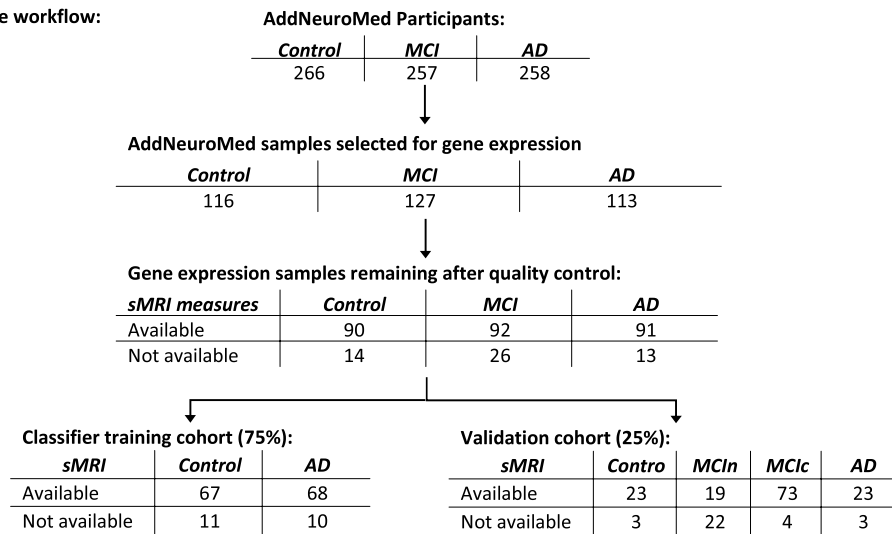 e workflow:
AddNeuroMed Participants:
Control MCI AD
266 257 258
AddNeuroMed samples selected for gene expression
Control MCI AD
116 127 113
Gene expression samples remaining after quality control:
sMRI measures Control MCI AD
Available 90 92 91
Not available 14 26 13
Classifier training cohort (75%):
sMRI Control AD
Available 67 68
Not available 11 10
Validation cohort (25%):
sMRI Contro MCIn MCIc AD
Available 23 19 73 23
Not available 3 22 4 3